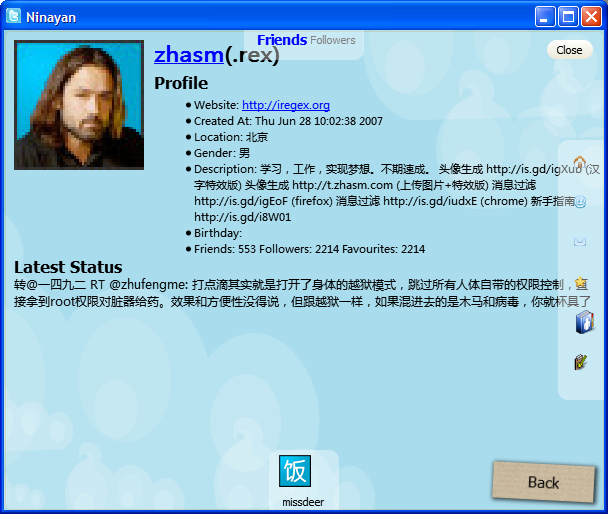 Ninayan
Friends Followers
Close
zhasm(.rex)
Profile
Website: http://iregex.org
Created At: Thu Jun 28 10:02:38 2007
Location: 北京
Gender: 男
Description: 学习，工作，实现梦想。不期速成。 头像生成 http://is.gd/igXuD (汉
字特效版) 头像生成 http://t.zhasm.com (上传图片+特效版) 消息过滤
http://is.gd/igEoF (firefox) 消息过滤 http://is.gd/iudxE (chrome) 新手指南
http://is.gd/i8W01
Birthday:
Friends: 553 Followers: 2214 Favourites: 2214
Latest Status
转@一四九二 RT @zhufengme: 打点滴其实就是打开了身体的越狱模式，跳过所有人体自带的权限控制，直
接拿到root权限对脏器给药。效果和方便性没得说，但跟越狱一样，如果混进去的是木马和病毒，你就杯具了
饭
missdeer
Back